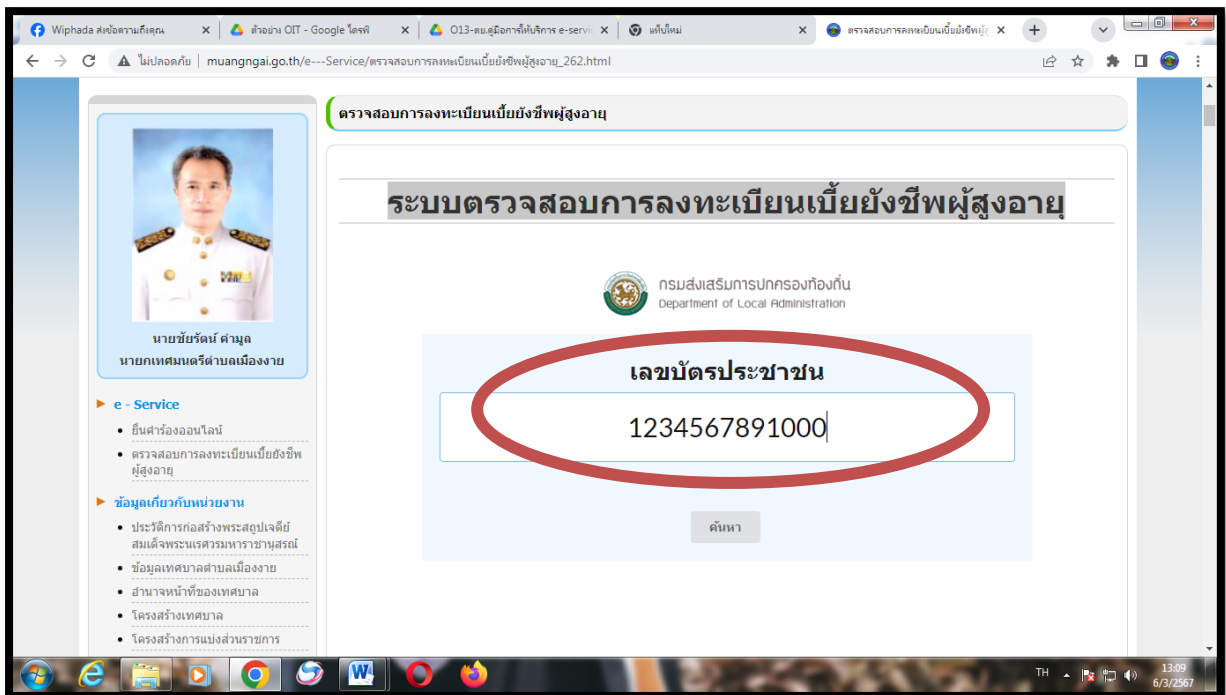 Wiphada ส่งข้อความถึงคุณ
ตัวอย่าง OIT - Google ไดรฟ์
O13-ตย.คู่มือการให้บริการ e-servic
แท็บใหม่
ตรวจสอบการลงทะเบียนเบี้ยยังชีพผู้สู
ไม่ปลอดภัย | muangngai.go.th/e---Service/ตรวจสอบการลงทะเบียนเบี้ยยังชีพผู้สูงอายุ_262.html
ตรวจสอบการลงทะเบียนเบี้ยยังชีพผู้สูงอายุ
ระบบตรวจสอบการลงทะเบียนเบี้ยยังชีพผู้สูงอายุ
กรมส่งเสริมการปกครองท้องถิ่น
Department of Local Administration
เลขบัตรประชาชน
1234567891000
ค้นหา
นายชัยรัตน์ คำมูล
นายกเทศมนตรีตำบลเมืองงาย
e - Service
ยื่นคำร้องออนไลน์
ตรวจสอบการลงทะเบียนเบี้ยยังชีพ
ผู้สูงอายุ
ข้อมูลเกี่ยวกับหน่วยงาน
ประวัติการก่อสร้างพระสถูปเจดีย์
สมเด็จพระนเรศวรมหาราชานุสรณ์
ข้อมูลเทศบาลตำบลเมืองงาย
อำนาจหน้าที่ของเทศบาล
โครงสร้างเทศบาล
โครงสร้างการแบ่งส่วนราชการ
TH
13:09
6/3/2567